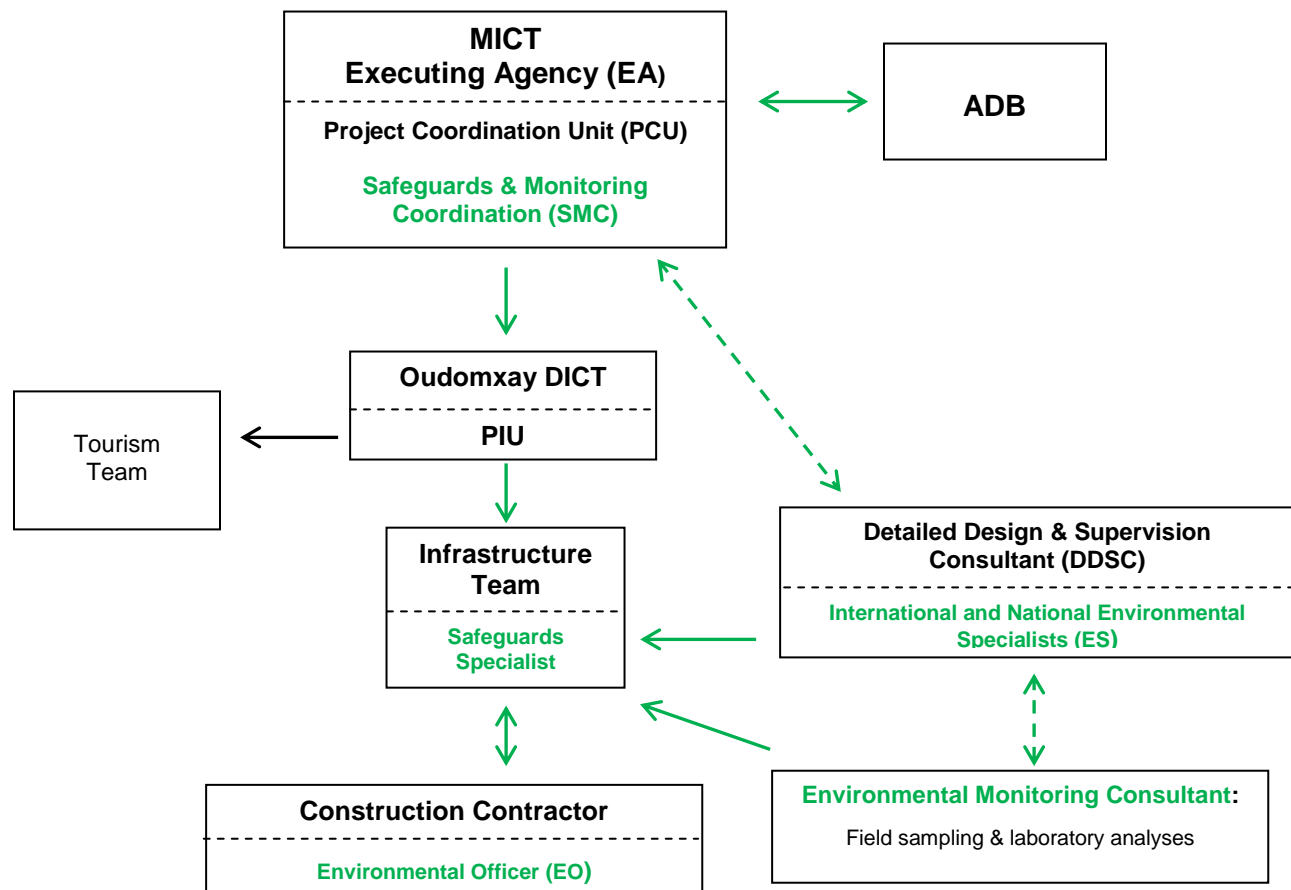 MICT
Executing Agency (EA)
Project Coordination Unit (PCU)
Safeguards & Monitoring
Coordination (SMC)
ADB
Oudomxay DICT
PIU
Tourism
Team
Infrastructure
Team
Safeguards
Specialist
Detailed Design & Supervision
Consultant (DDSC)
International and National Environmental
Specialists (ES)
Construction Contractor
Environmental Officer (EO)
Environmental Monitoring Consultant:
Field sampling & laboratory analyses